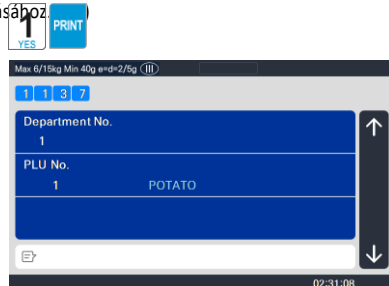 sához
)
1
YES
PRINT
Max 6/15kg Min 40g e=d=2/5g III
1 1 3 7
Department No.
1
PLU No.
1 POTATO
02:31:08